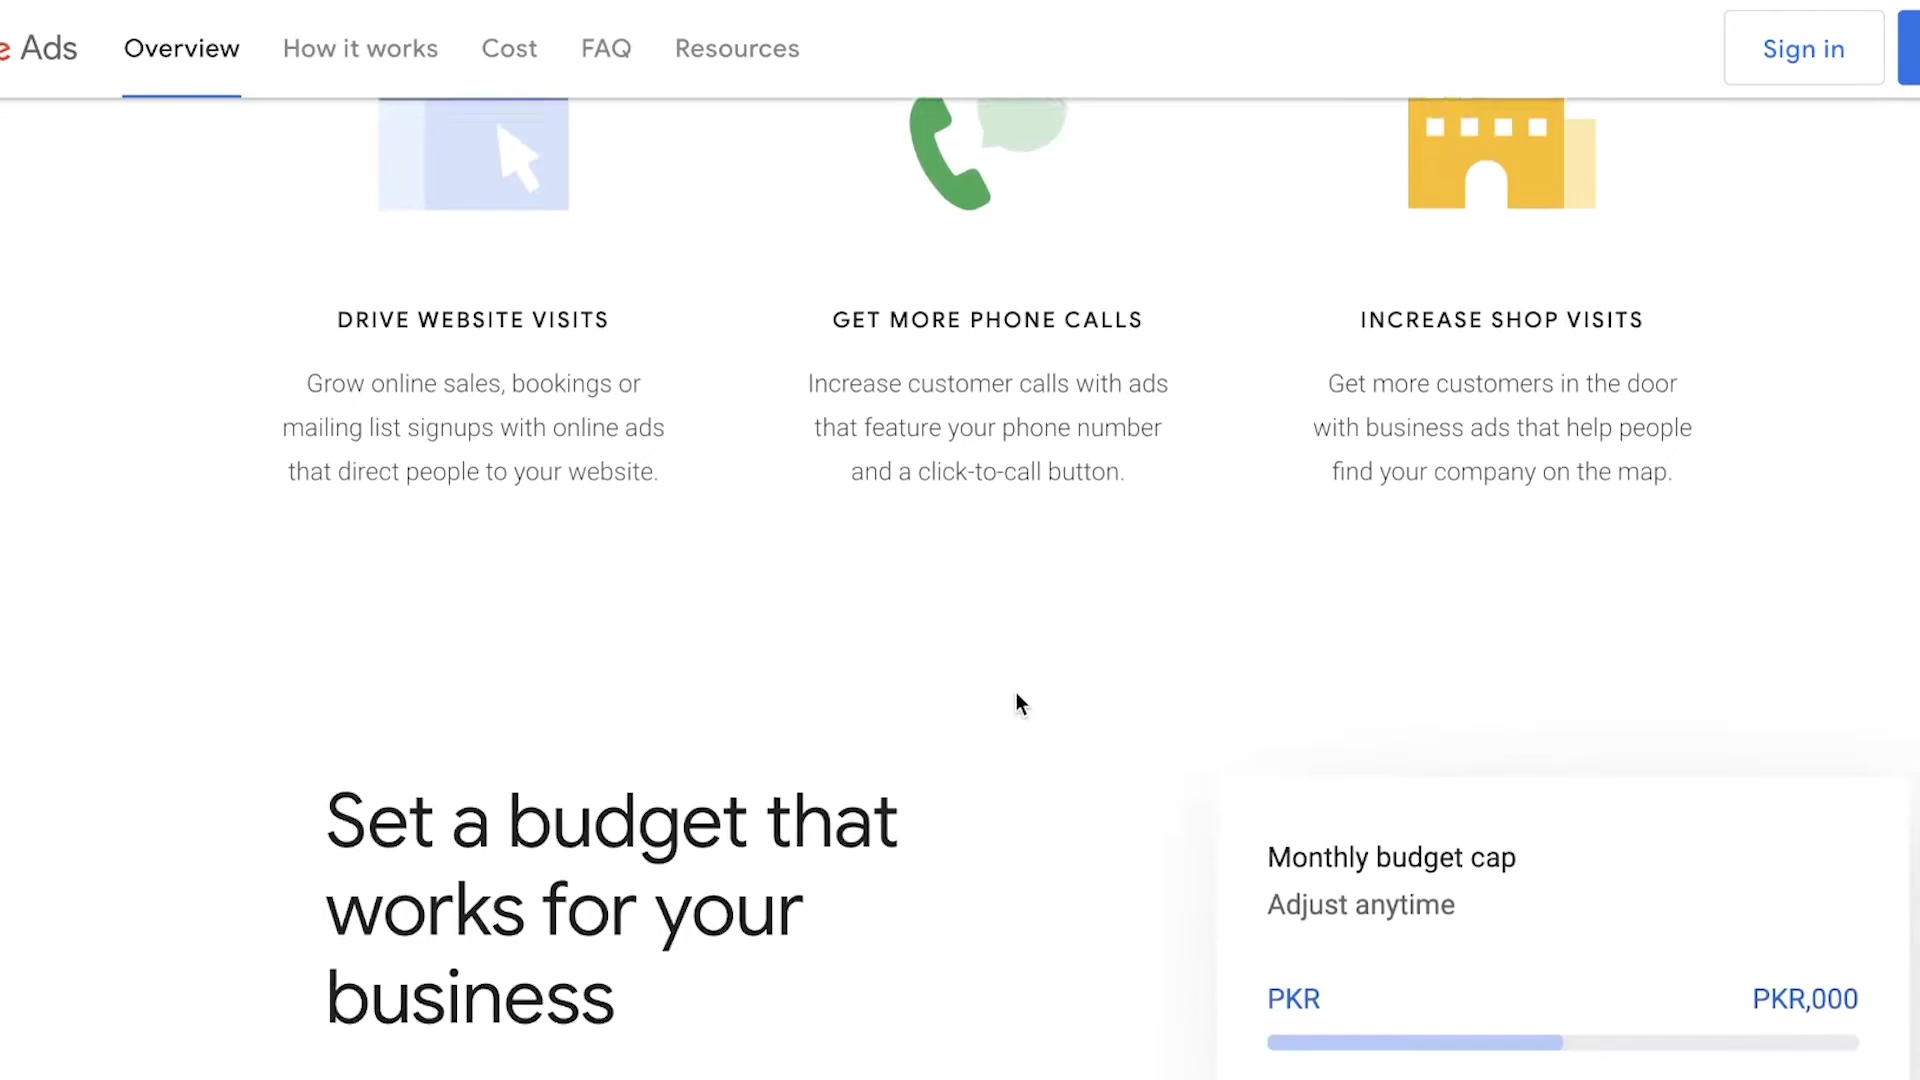 e Ads
Overview
How it works
Cost
FAQ
Resources
Sign in
DRIVE WEBSITE VISITS
Grow online sales, bookings or
mailing list signups with online ads
that direct people to your website.
GET MORE PHONE CALLS
Increase customer calls with ads
that feature your phone number
and a click-to-call button.
INCREASE SHOP VISITS
Get more customers in the door
with business ads that help people
find your company on the map.
Set a budget that
works for your
business
Monthly budget cap
Adjust anytime
PKR
PKR,000